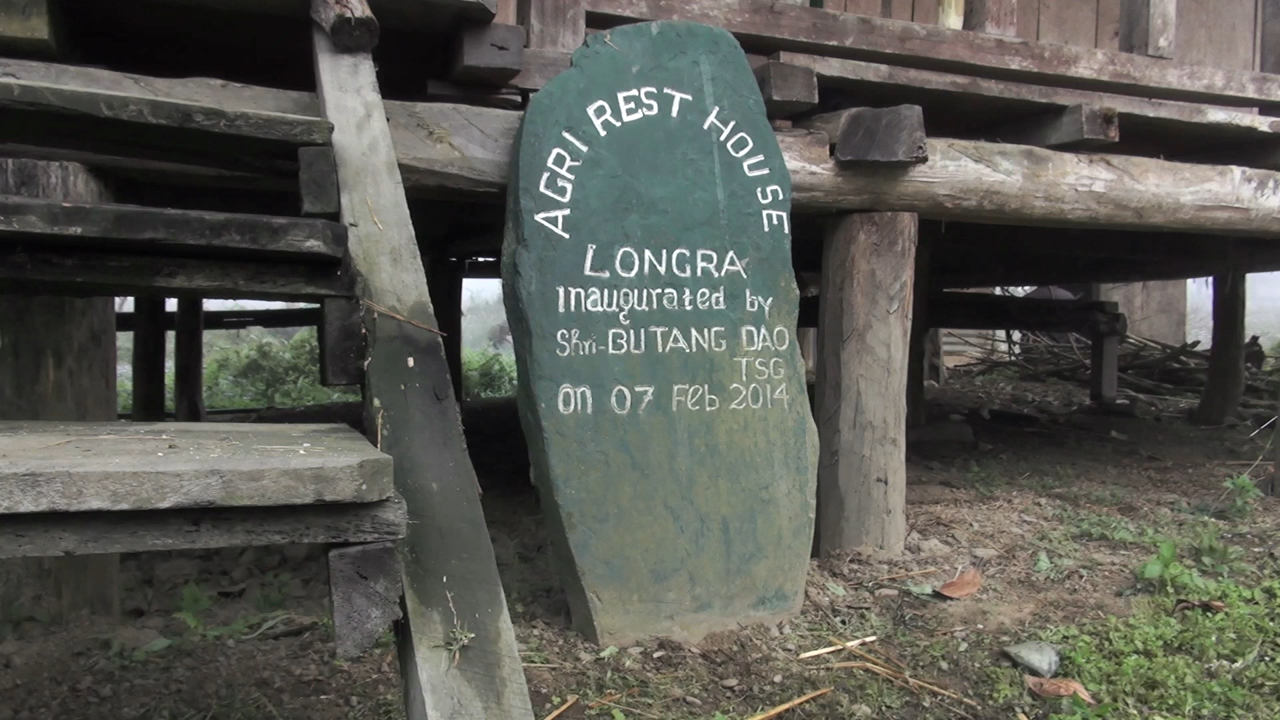 AGRI REST HOUSE
LONGRA
Inaugurated by
Shri-BUTANG DAO
TSG
on 07 Feb 2014